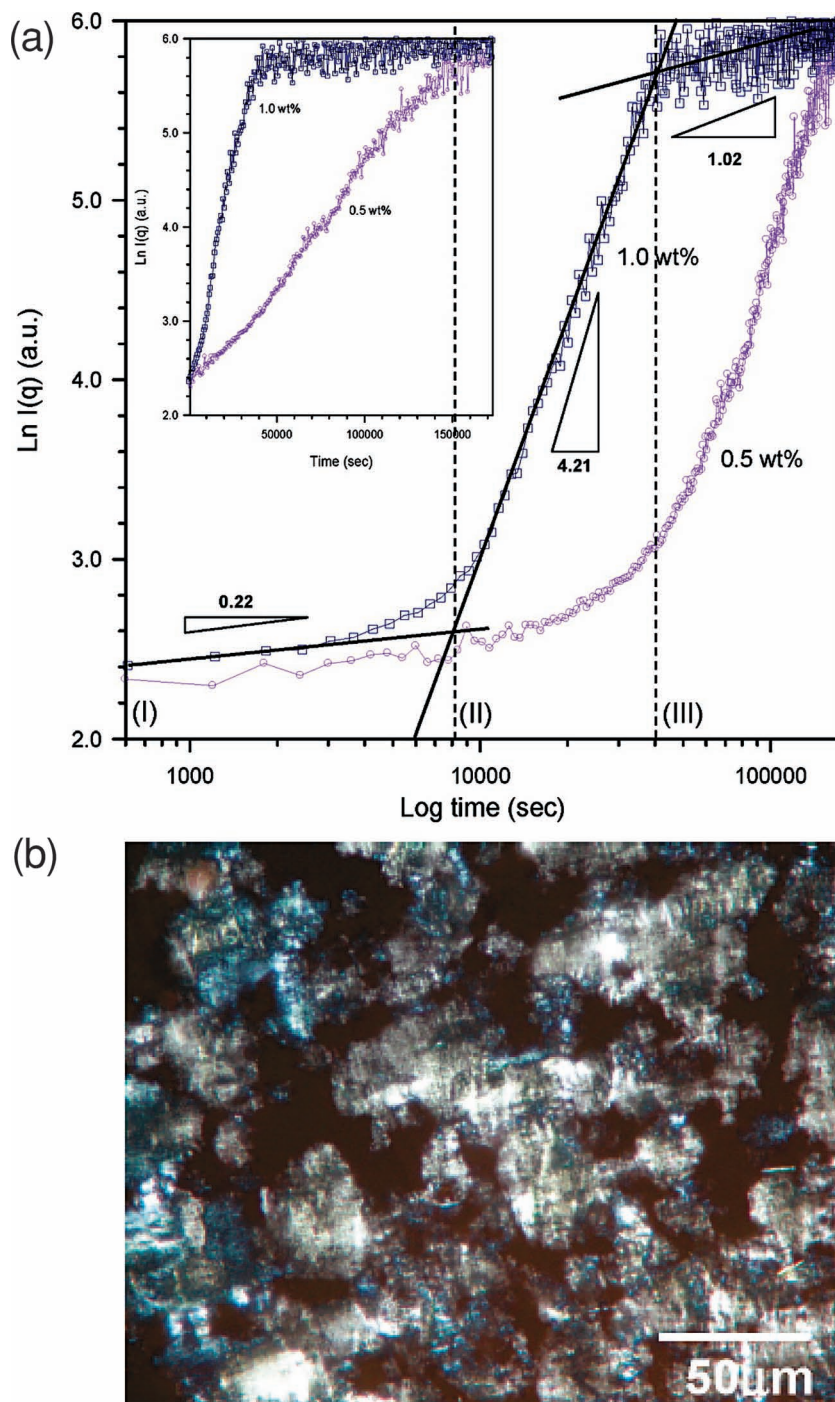 (a)
6.0
5.0
4.0
3.0
2.0
Ln I(q) (a.u.)
6.0
5.0
4.0
3.0
2.0
Ln I(q) (a.u.)
1.0 wt%
0.5 wt%
50000
100000
150000
Time (sec)
1.02
1.0 wt%
4.21
0.5 wt%
0.22
(I)
(II)
(III)
1000
10000
100000
Log time (sec)
(b)
50µm